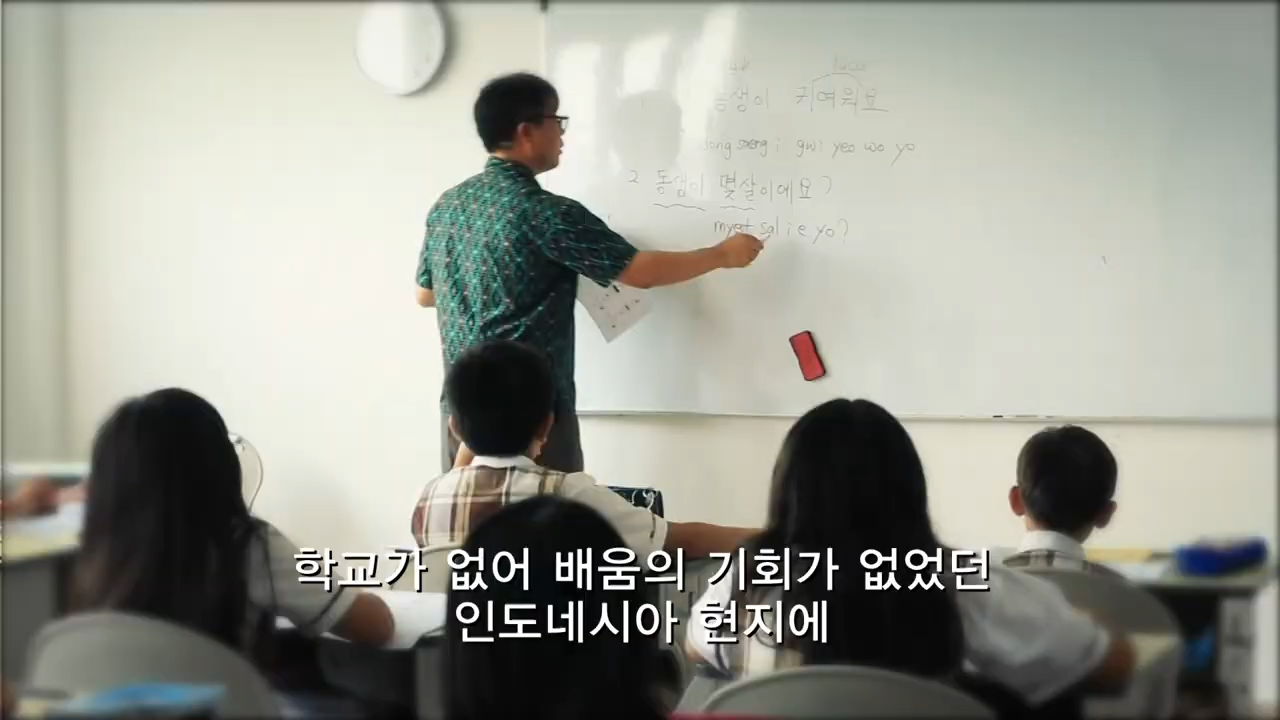 동생이 귀여워요
dong saeng i gwi yeo wo yo
2 동생이 몇살이에요?
myeot sal i e yo?
학교가 없어 배움의 기회가 없었던
인도네시아 현지에